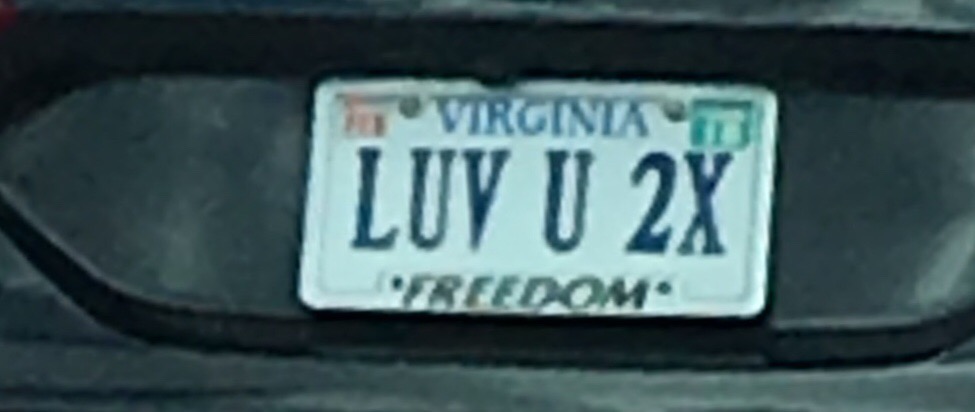 VIRGINIA
LUV U 2X
*FREEDOM*